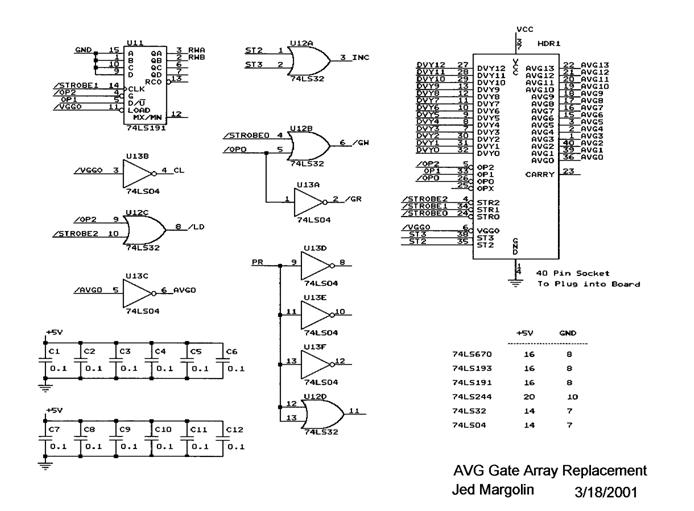 U11
GND 15 A QA 3 RWA
1 B QB 2 RWB
10 C QC 6
9 D QD 7
RCO 13
/STROBE1 14 CLK
/OP2 4 G
OP1 5 D/U
/VGGO 11 LOAD
MX/MN 12
74LS191
U12A
ST2 1
ST3 2
3 INC
74LS32
U12B
/STROBE0 4
/OP0 5
6 /GW
74LS32
U13A
1 2 /GR
74LS04
U13B
/VGGO 3 4 CL
74LS04
U12C
/OP2 9
/STROBE2 10
8 /LD
74LS32
U13C
/AVGO 5 6 AVGO
74LS04
U13D
PR 9 8
74LS04
U13E
11 10
74LS04
U13F
13 12
74LS04
U12D
12
13
11
74LS32
+5V
C1 C2 C3 C4 C5 C6
0.1 0.1 0.1 0.1 0.1 0.1
+5V
C7 C8 C9 C10 C11 C12
0.1 0.1 0.1 0.1 0.1 0.1
VCC
HDR1
VCC
DVY12 27 DVY12 AVG13 22 AVG13
DVY11 28 DVY11 AVG12 21 AVG12
DVY10 29 DVY10 AVG11 20 AVG11
DVY9 13 DVY9 AVG10 19 AVG10
DVY8 12 DVY8 AVG9 18 AVG9
DVY7 11 DVY7 AVG8 17 AVG8
DVY6 10 DVY6 AVG7 16 AVG7
DVY5 9 DVY5 AVG6 15 AVG6
DVY4 8 DVY4 AVG5 3 AVG5
DVY3 7 DVY3 AVG4 2 AVG4
DVY2 30 DVY2 AVG3 1 AVG3
DVY1 31 DVY1 AVG2 40 AVG2
DVY0 32 DVY0 AVG1 39 AVG1
AVG0 36 AVG0
/OP2 5 OP2 CARRY 23
OP1 33 OP1
/OP0 26 OP0
25 OPX
/STROBE2 4 STR2
/STROBE1 34 STR1
/STROBE0 24 STR0
/VGGO 6 VGGO
ST3 38 ST3
ST2 35 ST2
GND
14
40 Pin Socket
To Plug into Board
+5V GND
74LS670 16 8
74LS193 16 8
74LS191 16 8
74LS244 20 10
74LS32 14 7
74LS04 14 7
AVG Gate Array Replacement
Jed Margolin 3/18/2001